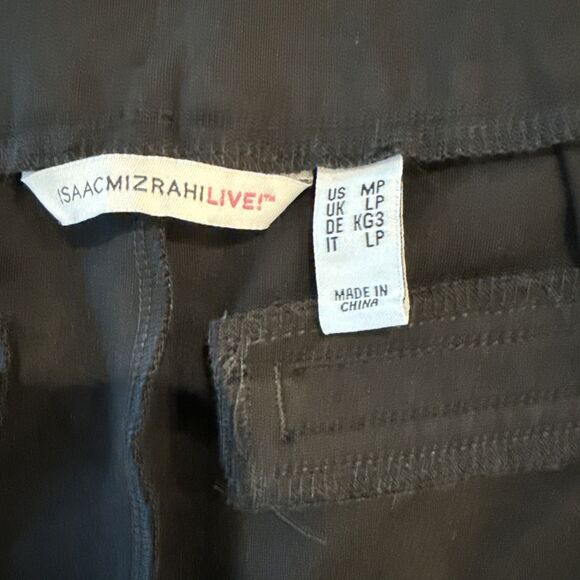 ISAACMIZRAHILIVE!™
US MP
UK LP
DE KG3
IT LP
MADE IN
CHINA